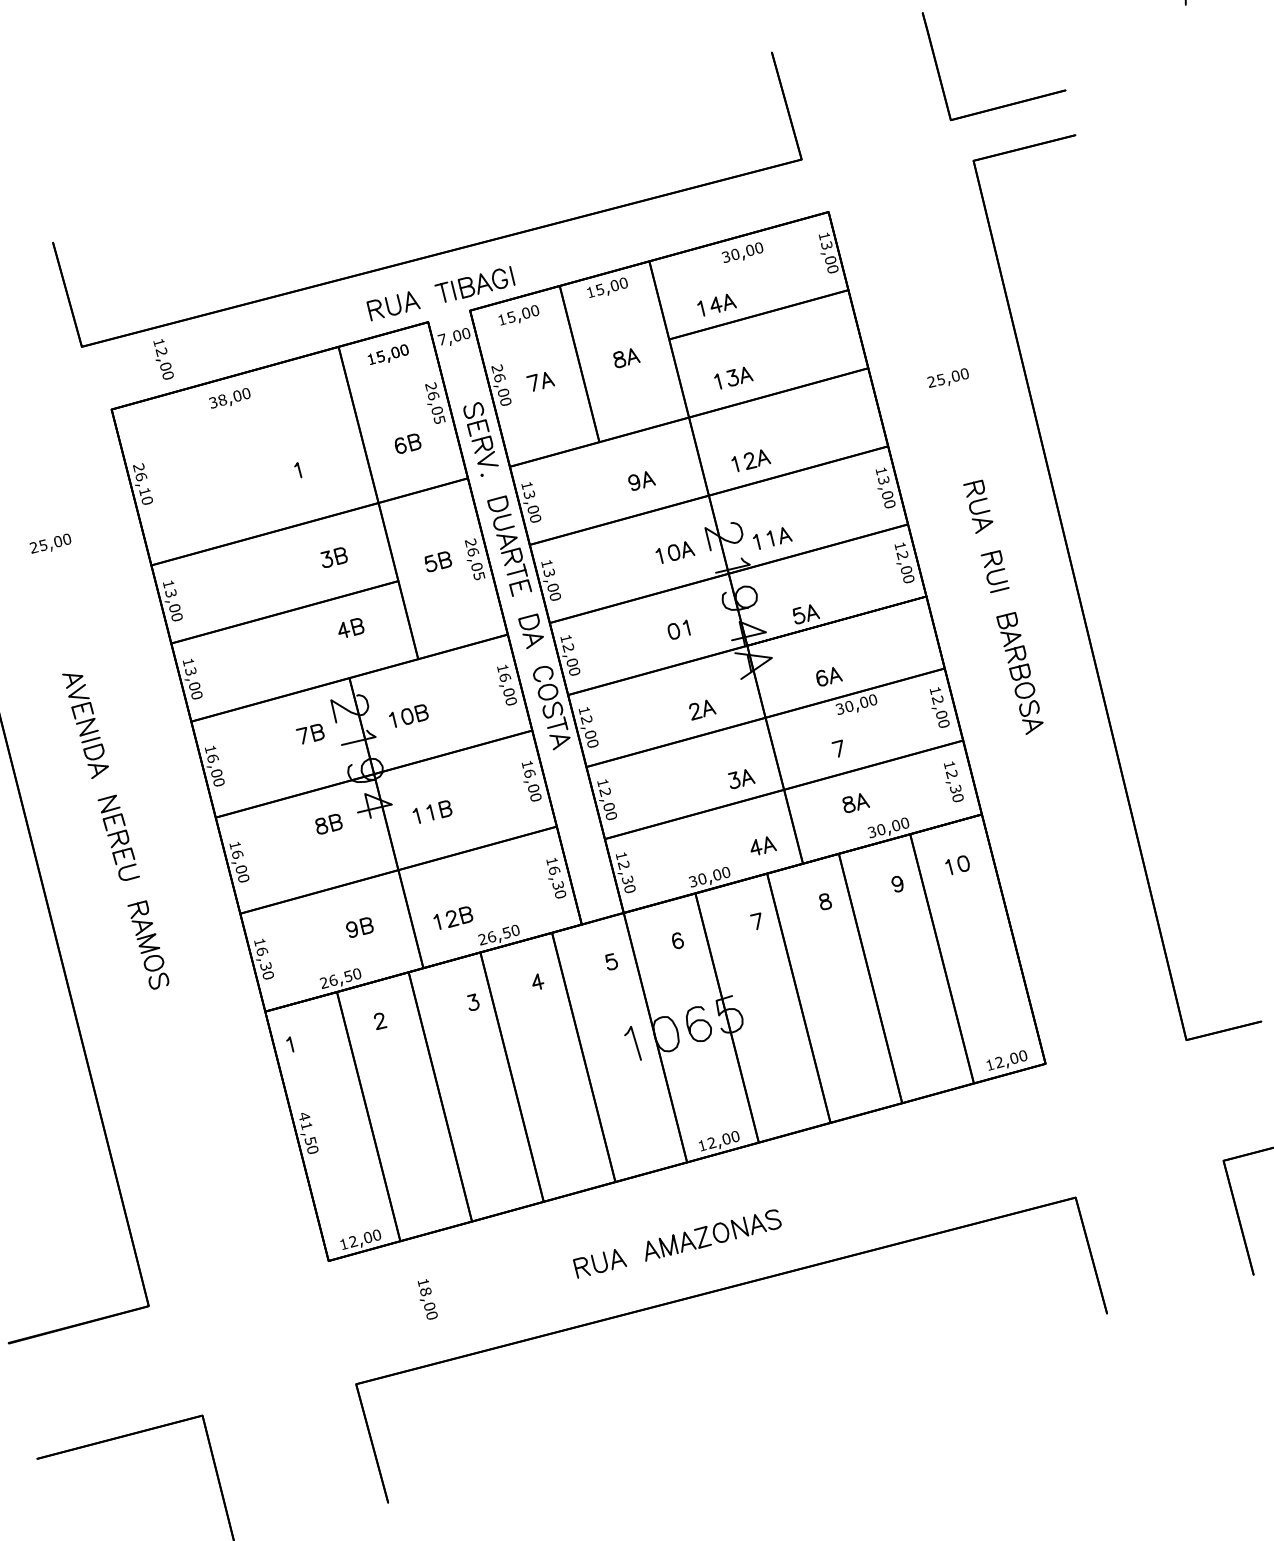 RUA TIBAGI
12,00
38,00
15,00
7,00
15,00
15,00
30,00
13,00
26,10
1
6B
26,05
26,00
7A
8A
14A
13A
25,00
25,00
SERV. DUARTE DA COSTA
13,00
3B
5B
26,05
13,00
9A
12A
13,00
RUA RUI BARBOSA
13,00
4B
13,00
10A
11A
12,00
2194A
16,00
7B
10B
16,00
12,00
01
5A
2194
12,00
2A
6A
30,00
12,00
AVENIDA NEREU RAMOS
16,00
8B
11B
16,00
12,00
3A
7
12,30
16,30
9B
12B
16,30
12,30
4A
8A
30,00
30,00
26,50
26,50
1
2
3
4
5
6
7
8
9
10
1065
41,50
12,00
12,00
12,00
18,00
RUA AMAZONAS